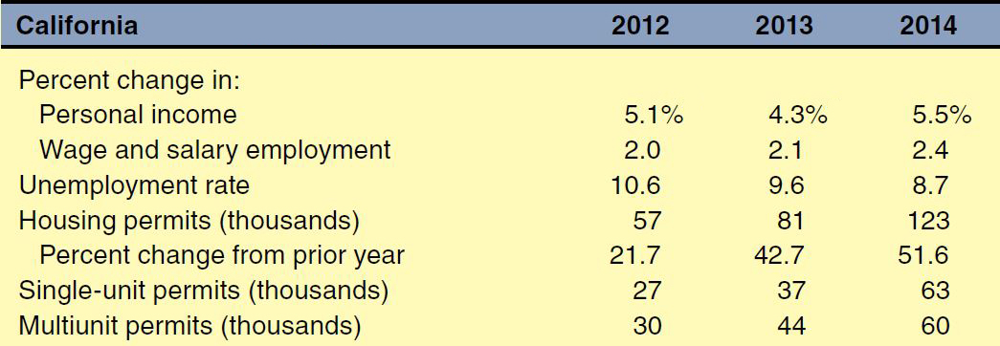 California 2012 2013 2014
Percent change in:
Personal income 5.1% 4.3% 5.5%
Wage and salary employment 2.0 2.1 2.4
Unemployment rate 10.6 9.6 8.7
Housing permits (thousands) 57 81 123
Percent change from prior year 21.7 42.7 51.6
Single-unit permits (thousands) 27 37 63
Multiunit permits (thousands) 30 44 60